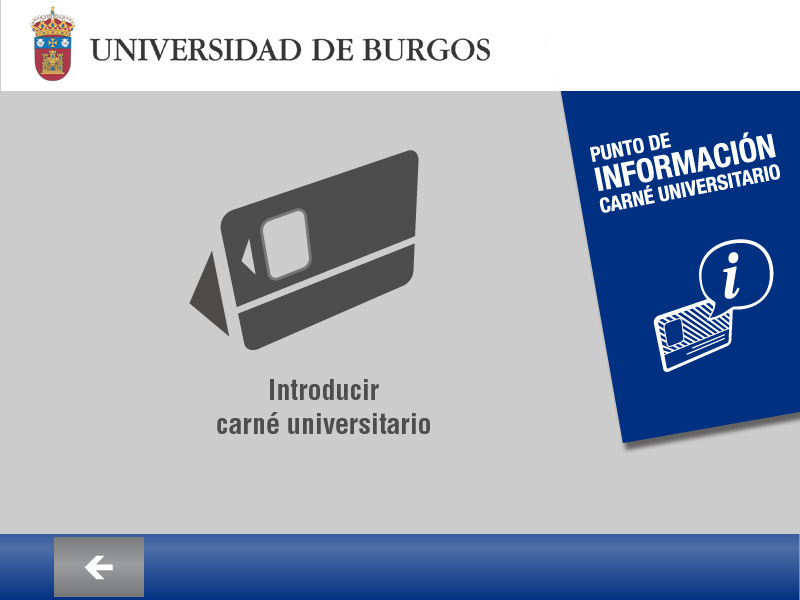 UNIVERSIDAD DE BURGOS
PUNTO DE
INFORMACIÓN
CARNÉ UNIVERSITARIO
i
Introducir
carné universitario